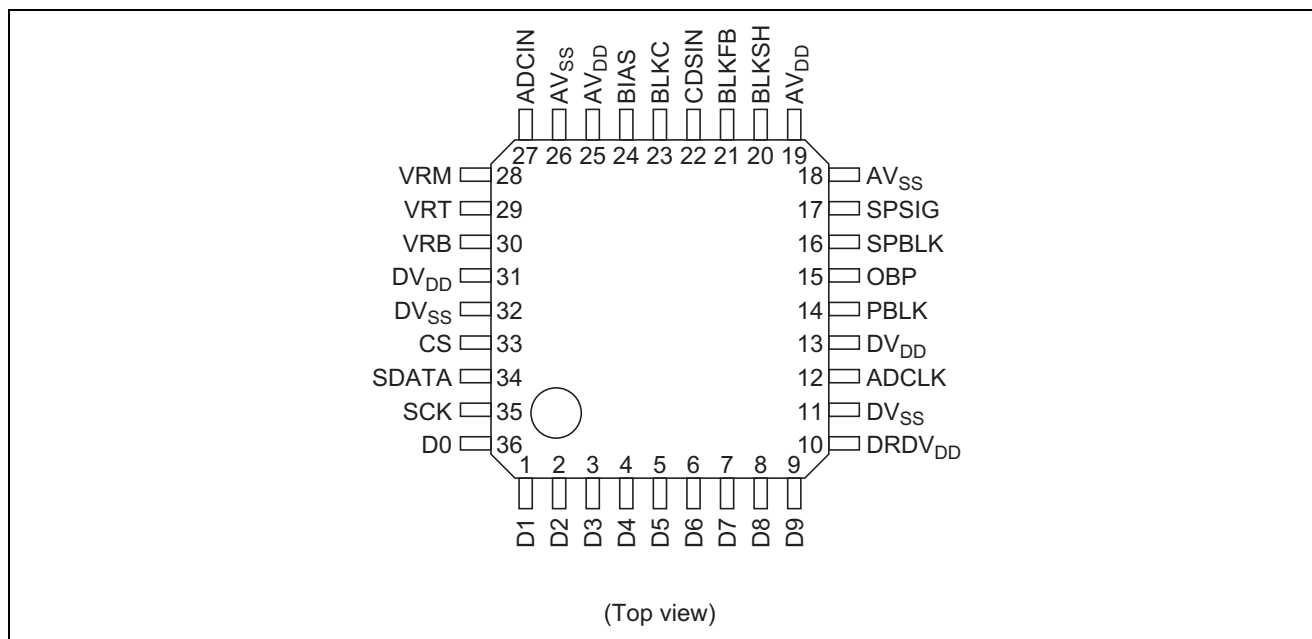 ADCIN
AVSS
AVDD
BIAS
BLKC
CDSIN
BLKFB
BLKSH
AVDD
27 26 25 24 23 22 21 20 19
VRM 28
VRT 29
VRB 30
DVDD 31
DVSS 32
CS 33
SDATA 34
SCK 35
D0 36
18 AVSS
17 SPSIG
16 SPBLK
15 OBP
14 PBLK
13 DVDD
12 ADCLK
11 DVSS
10 DRDVDD
1 2 3 4 5 6 7 8 9
D1
D2
D3
D4
D5
D6
D7
D8
D9
(Top view)